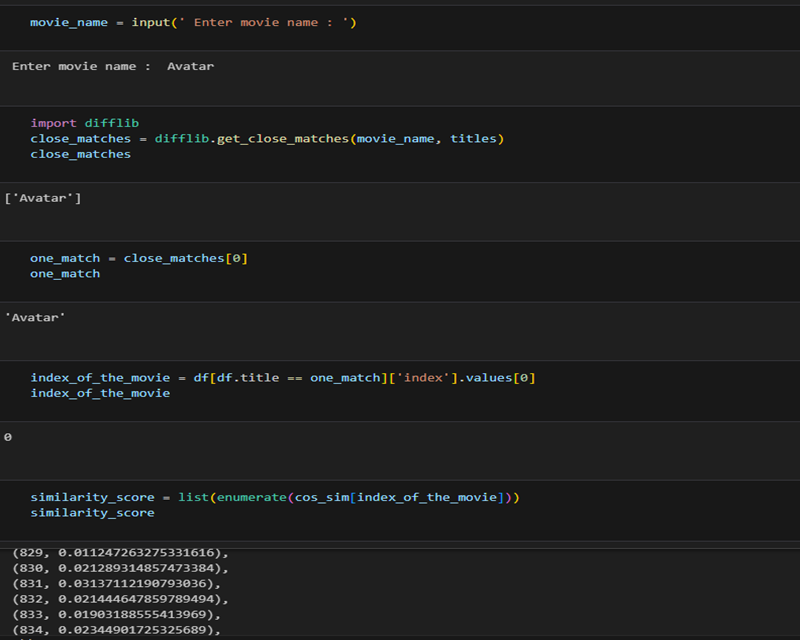 movie_name = input(' Enter movie name : ')
Enter movie name :  Avatar
import difflib
close_matches = difflib.get_close_matches(movie_name, titles)
close_matches
['Avatar']
one_match = close_matches[0]
one_match
'Avatar'
index_of_the_movie = df[df.title == one_match]['index'].values[0]
index_of_the_movie
0
similarity_score = list(enumerate(cos_sim[index_of_the_movie]))
similarity_score
(829, 0.011247263275331616),
(830, 0.021289314857473384),
(831, 0.03137112190793036),
(832, 0.021444647859789494),
(833, 0.01903188555413969),
(834, 0.02344901725325689),